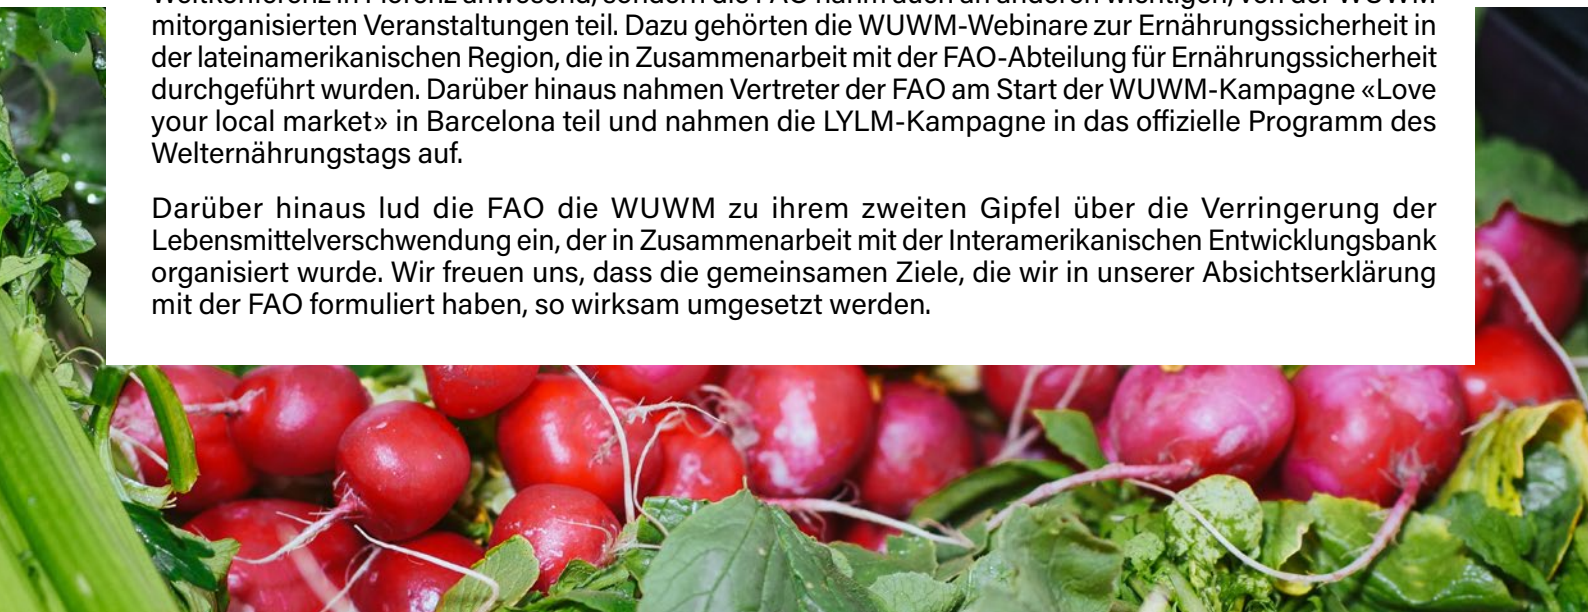 mitorganisierten Veranstaltungen teil. Dazu gehörten die WUWM-Webinare zur Ernährungssicherheit in
der lateinamerikanischen Region, die in Zusammenarbeit mit der FAO-Abteilung für Ernährungssicherheit
durchgeführt wurden. Darüber hinaus nahmen Vertreter der FAO am Start der WUWM-Kampagne «Love
your local market» in Barcelona teil und nahmen die LYLM-Kampagne in das offizielle Programm des
Welternährungstags auf.
Darüber hinaus lud die FAO die WUWM zu ihrem zweiten Gipfel über die Verringerung der
Lebensmittelverschwendung ein, der in Zusammenarbeit mit der Interamerikanischen Entwicklungsbank
organisiert wurde. Wir freuen uns, dass die gemeinsamen Ziele, die wir in unserer Absichtserklärung
mit der FAO formuliert haben, so wirksam umgesetzt werden.